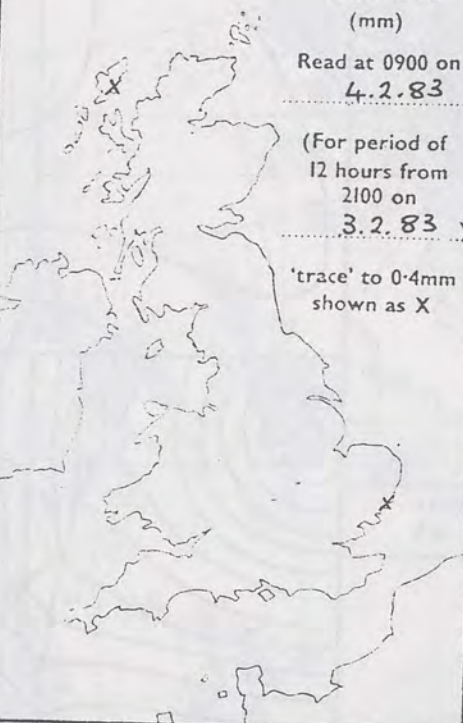 (mm)
Read at 0900 on
4.2.83
(For period of
12 hours from
2100 on
3.2.83
'trace' to 0·4mm
shown as X
X
X